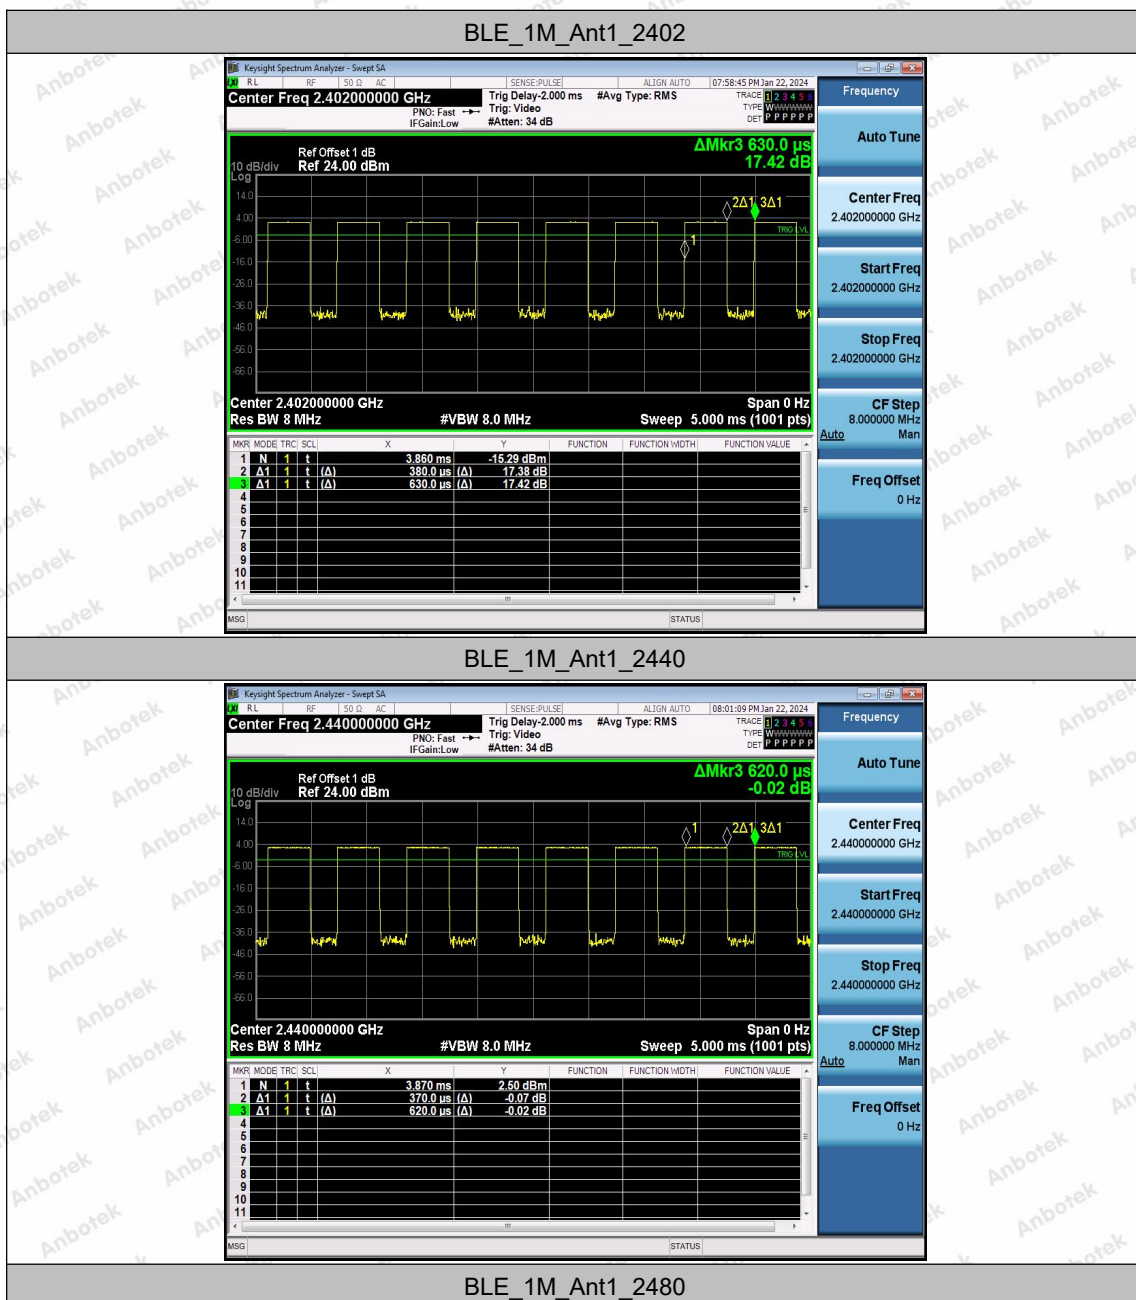 BLE_1M_Ant1_2402
Keysight Spectrum Analyzer - Swept SA
RL RF 50 Ω AC SENSE:PULSE ALIGN AUTO 07:58:45 PM Jan 22, 2024
Center Freq 2.402000000 GHz Trig Delay-2.000 ms #Avg Type: RMS TRACE 1 2 3 4 5 6
PNO: Fast Trig: Video TYPE WWWWWW
IFGain:Low #Atten: 34 dB DET P P P P P P
ΔMkr3 630.0 µs
17.42 dB
Ref Offset 1 dB
10 dB/div Ref 24.00 dBm
Log
14.0
4.00
-6.00
-16.0
-26.0
-36.0
-46.0
-56.0
-66.0
2Δ1 3Δ1
TRIG LVL
1
Center 2.402000000 GHz Span 0 Hz
Res BW 8 MHz #VBW 8.0 MHz Sweep 5.000 ms (1001 pts)
MKR MODE TRC SCL X Y FUNCTION FUNCTION WIDTH FUNCTION VALUE
1 N 1 t 3.860 ms -15.29 dBm
2 Δ1 1 t (Δ) 380.0 µs (Δ) 17.38 dB
3 Δ1 1 t (Δ) 630.0 µs (Δ) 17.42 dB
4
5
6
7
8
9
10
11
MSG STATUS
Frequency
Auto Tune
Center Freq
2.402000000 GHz
Start Freq
2.402000000 GHz
Stop Freq
2.402000000 GHz
CF Step
8.000000 MHz
Auto Man
Freq Offset
0 Hz
BLE_1M_Ant1_2440
Keysight Spectrum Analyzer - Swept SA
RL RF 50 Ω AC SENSE:PULSE ALIGN AUTO 08:01:09 PM Jan 22, 2024
Center Freq 2.440000000 GHz Trig Delay-2.000 ms #Avg Type: RMS TRACE 1 2 3 4 5 6
PNO: Fast Trig: Video TYPE WWWWWW
IFGain:Low #Atten: 34 dB DET P P P P P P
ΔMkr3 620.0 µs
-0.02 dB
Ref Offset 1 dB
10 dB/div Ref 24.00 dBm
Log
14.0
4.00
-6.00
-16.0
-26.0
-36.0
-46.0
-56.0
-66.0
1 2Δ1 3Δ1
TRIG LVL
Center 2.440000000 GHz Span 0 Hz
Res BW 8 MHz #VBW 8.0 MHz Sweep 5.000 ms (1001 pts)
MKR MODE TRC SCL X Y FUNCTION FUNCTION WIDTH FUNCTION VALUE
1 N 1 t 3.870 ms 2.50 dBm
2 Δ1 1 t (Δ) 370.0 µs (Δ) -0.07 dB
3 Δ1 1 t (Δ) 620.0 µs (Δ) -0.02 dB
4
5
6
7
8
9
10
11
MSG STATUS
Frequency
Auto Tune
Center Freq
2.440000000 GHz
Start Freq
2.440000000 GHz
Stop Freq
2.440000000 GHz
CF Step
8.000000 MHz
Auto Man
Freq Offset
0 Hz
BLE_1M_Ant1_2480
Anbotek